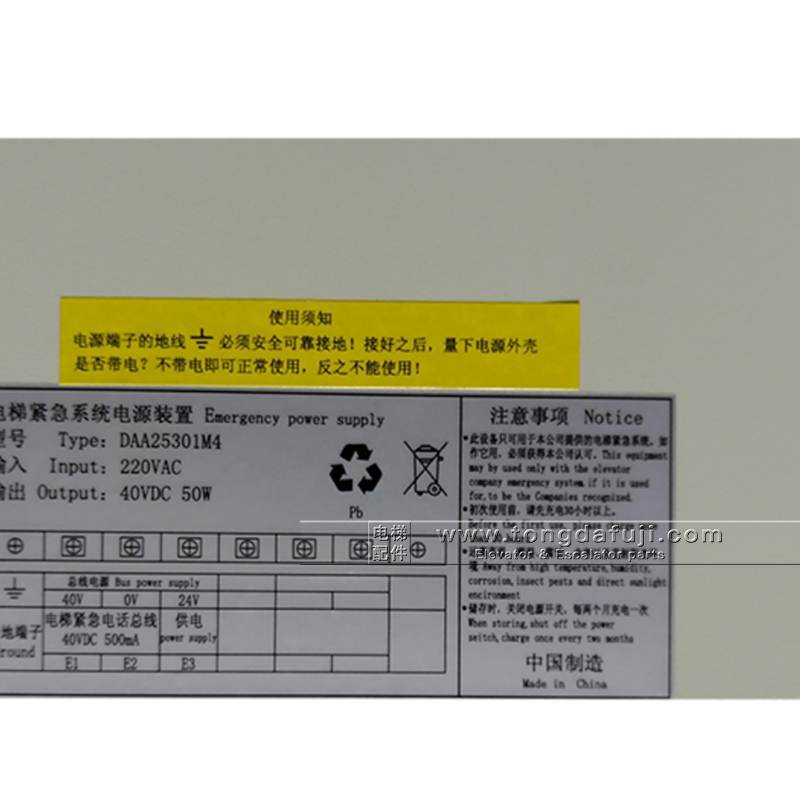 使用须知
电源端子的地线 必须安全可靠接地！接好之后，量下电源外壳
是否带电？不带电即可正常使用，反之不能使用！
电梯紧急系统电源装置 Emergency power supply
型号 Type: DAA25301M4
输入 Input: 220VAC
输出 Output: 40VDC 50W
Pb
总线电源 Bus power supply
40V 0V 24V
地端子
round
电梯紧急电话总线
40VDC 500mA
供电
power supply
E1 E2 E3
注意事项 Notice
•此设备只可用于本公司提供的电梯紧急系统，如
作它用，必须获得本公司认可。This equipment
may be used only with the elevator
company emergency system if it is used
for, to be the Companies recognized.
•初次使用前，请先充电30小时以上。
Before the first use, please charge
境 Away from high temperature, humidity,
corrosion, insect pests and direct sunlight
encironment
•储存时，关闭电源开关，每两个月充电一次
When storing, shut off the power
seitch, charge once every two months
中国制造
Made in China
电梯
配件
www.tongdafuji.com
Elevator & Escalator parts